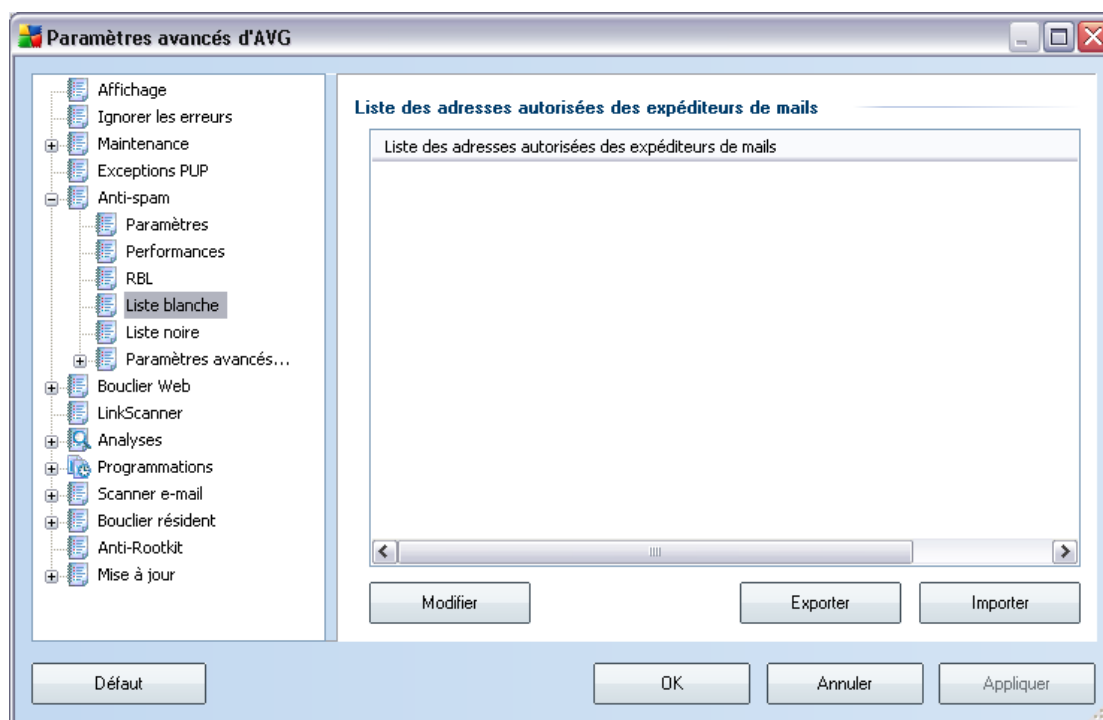 Paramètres avancés d'AVG
Affichage
Ignorer les erreurs
Maintenance
Exceptions PUP
Anti-spam
Paramètres
Performances
RBL
Liste blanche
Liste noire
Paramètres avancés...
Bouclier Web
LinkScanner
Analyses
Programmations
Scanner e-mail
Bouclier résident
Anti-Rootkit
Mise à jour
Liste des adresses autorisées des expéditeurs de mails
Liste des adresses autorisées des expéditeurs de mails
Modifier
Exporter
Importer
Défaut
OK
Annuler
Appliquer